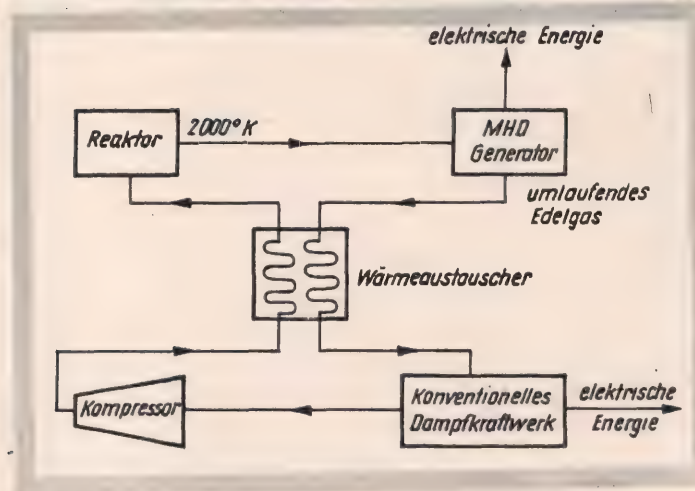 elektrische Energie
Reaktor
2000° K
MHD
Generator
umlaufendes
Edelgas
Wärmeaustauscher
Kompressor
Konventionelles
Dampfkraftwerk
elektrische
Energie